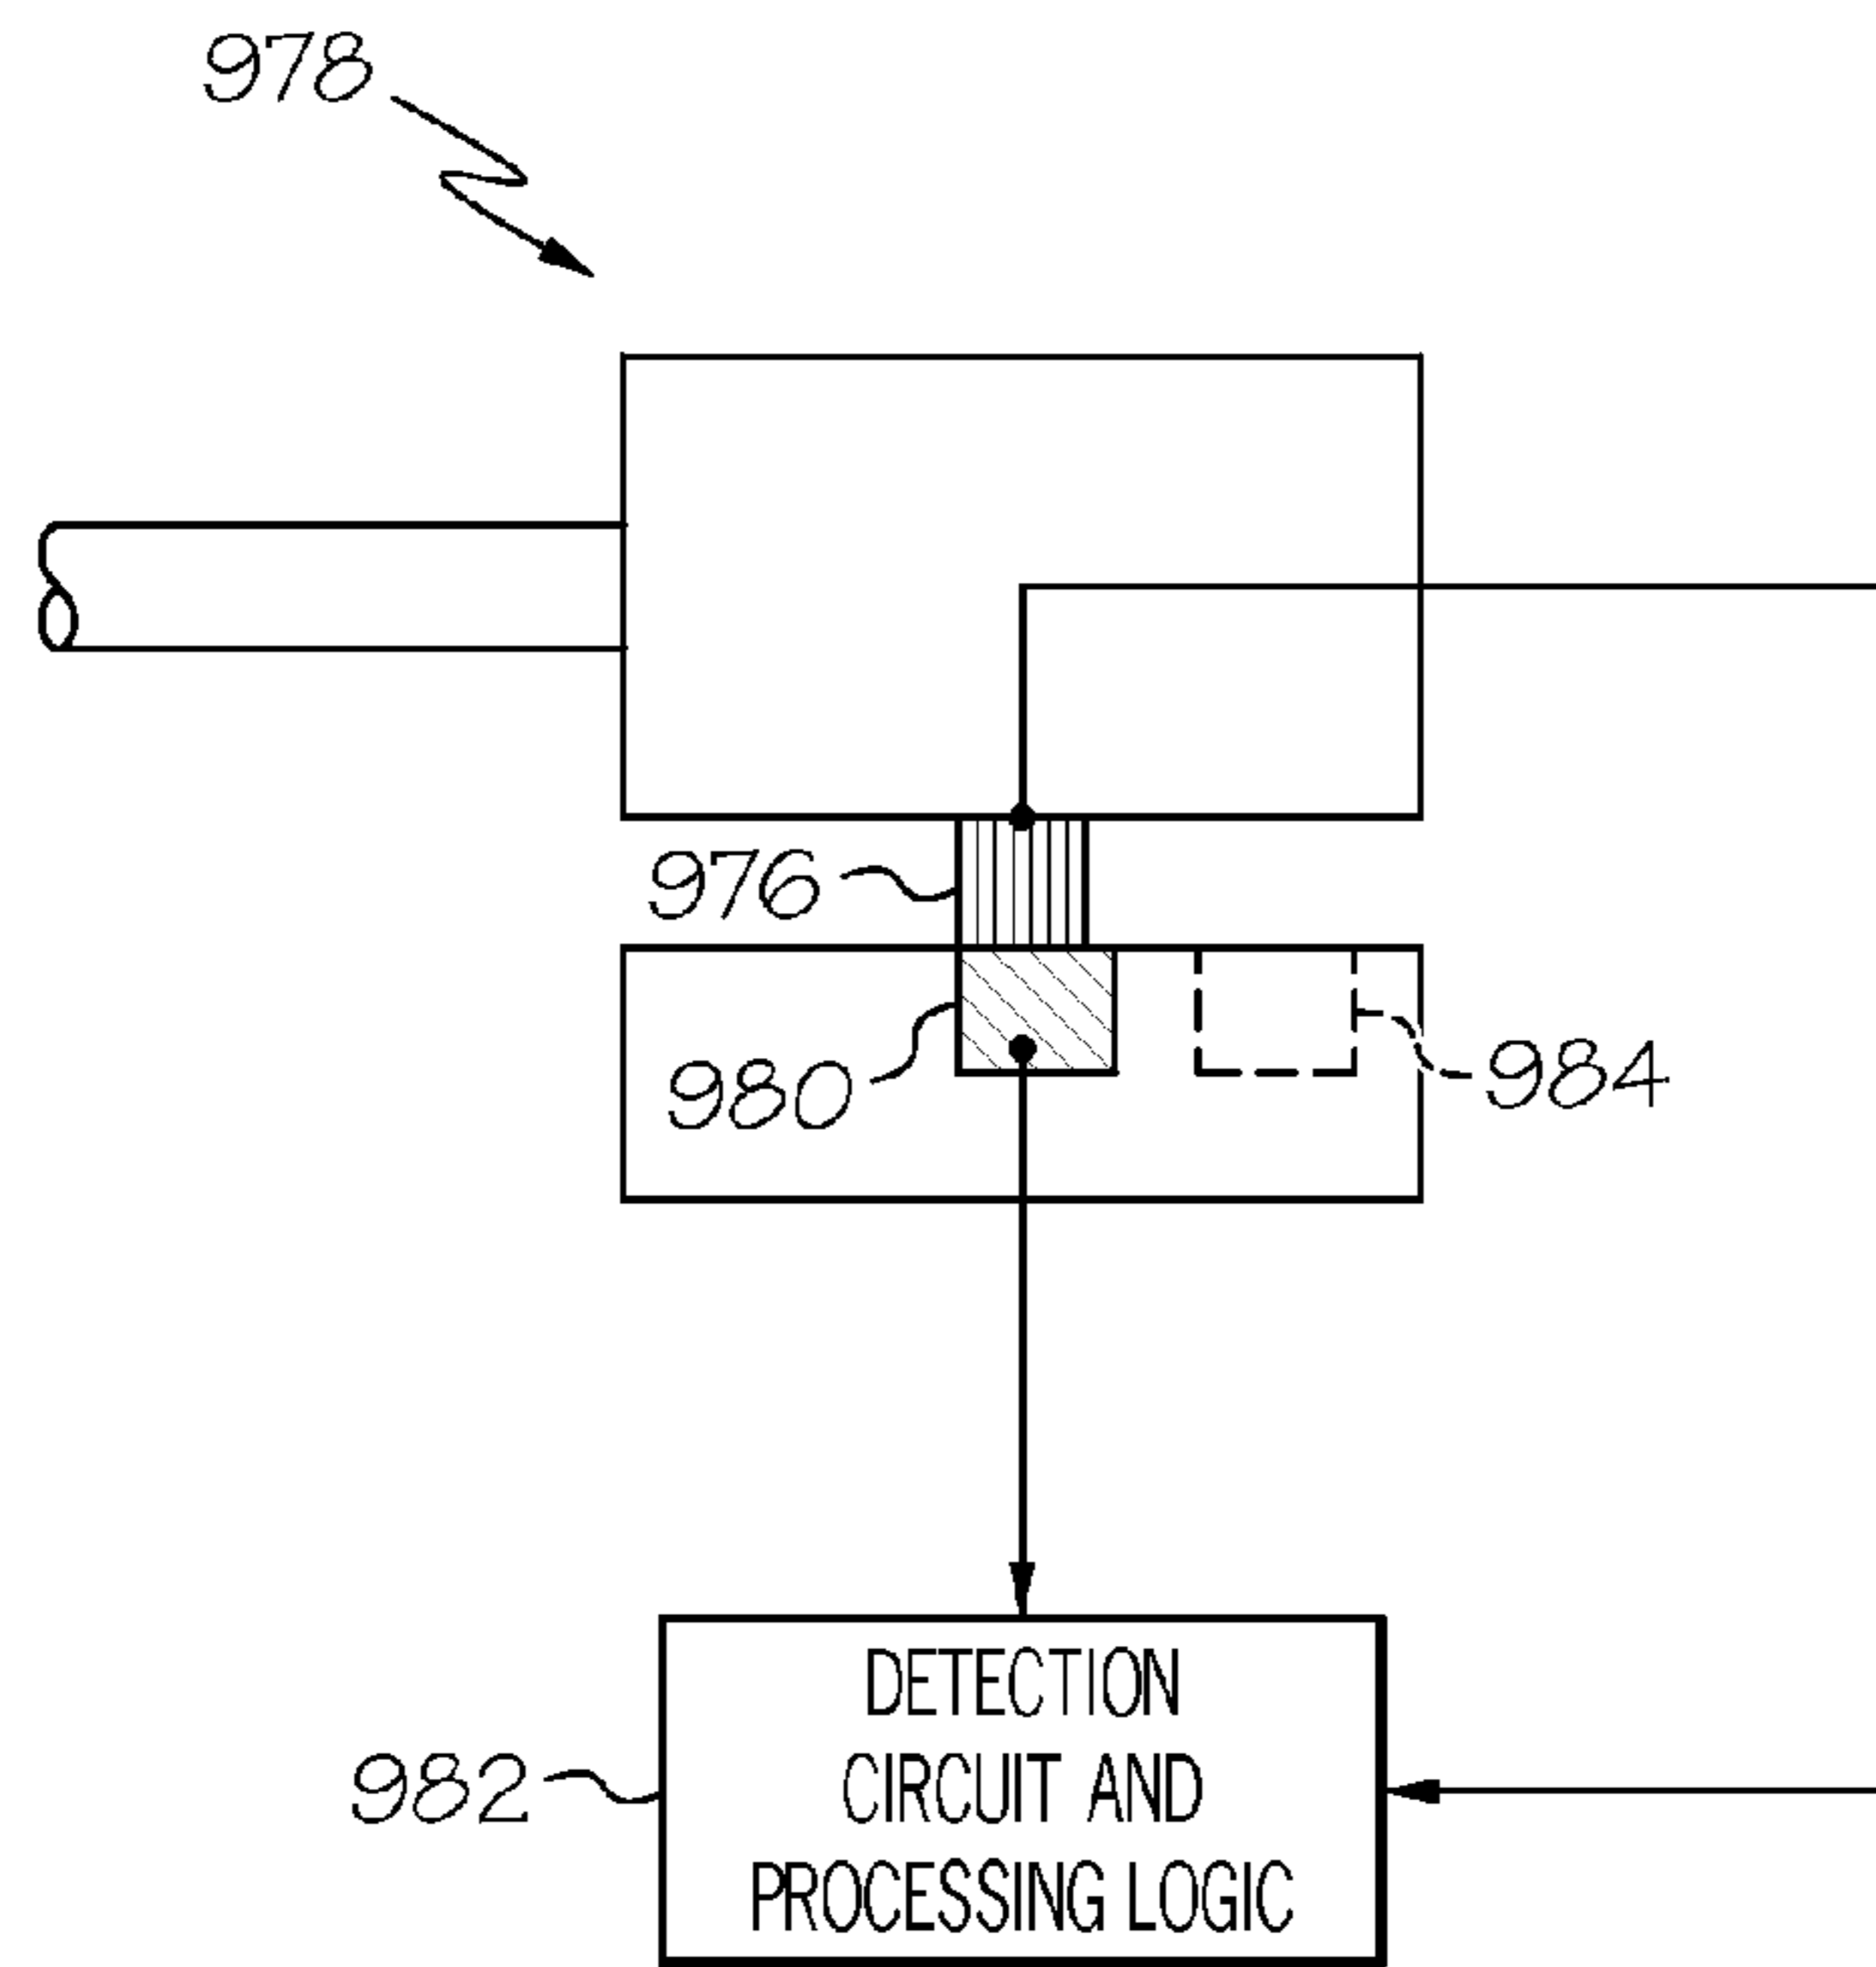 978
976
980
984
982
DETECTION
CIRCUIT AND
PROCESSING LOGIC